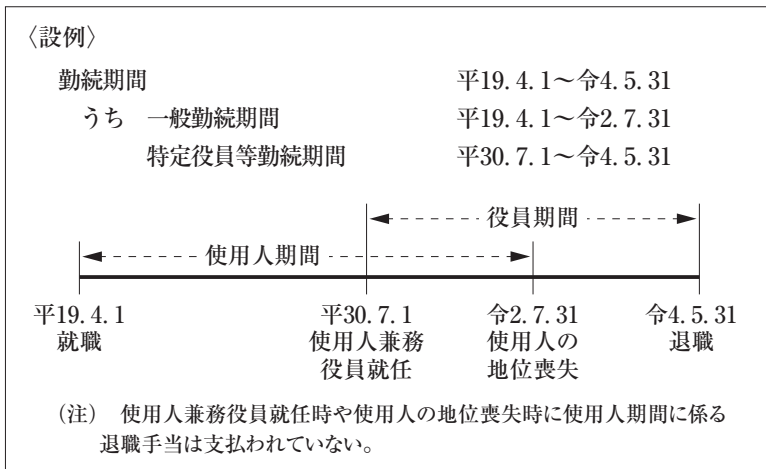 〈設例〉
勤続期間 平19.4.1～令4.5.31
うち 一般勤続期間 平19.4.1～令2.7.31
特定役員等勤続期間 平30.7.1～令4.5.31
役員期間
使用人期間
平19.4.1 平30.7.1 令2.7.31 令4.5.31
就職 使用人兼務 使用人の 退職
役員就任 地位喪失
（注） 使用人兼務役員就任時や使用人の地位喪失時に使用人期間に係る
退職手当は支払われていない。